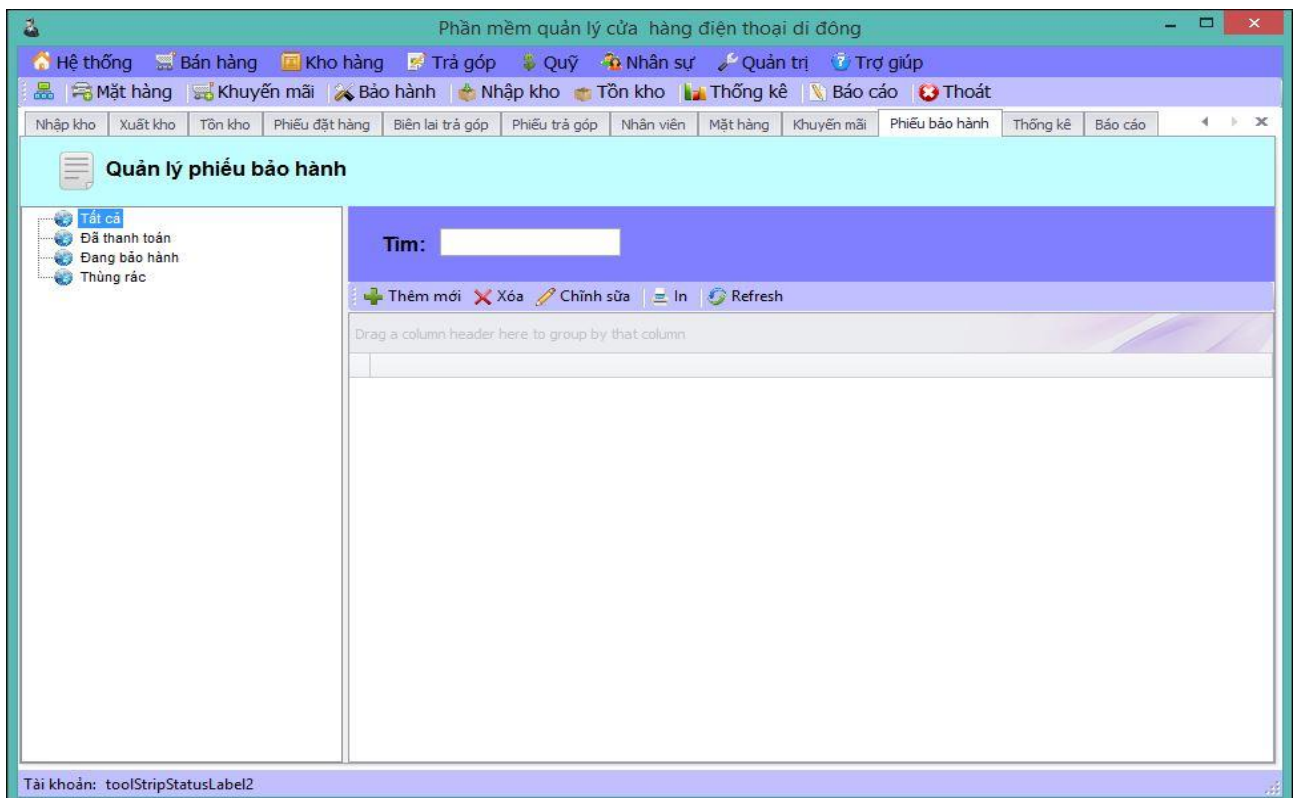 Phần mềm quản lý cửa hàng điện thoại di đông
Hệ thống Bán hàng Kho hàng Trả góp Quỹ Nhân sự Quản trị Trợ giúp
Mặt hàng Khuyến mãi Bảo hành Nhập kho Tồn kho Thống kê Báo cáo Thoát
Nhập kho Xuất kho Tồn kho Phiếu đặt hàng Biên lai trả góp Phiếu trả góp Nhân viên Mặt hàng Khuyến mãi Phiếu bảo hành Thống kê Báo cáo
Quản lý phiếu bảo hành
Tất cả
Đã thanh toán
Đang bảo hành
Thùng rác
Tìm:
Thêm mới Xóa Chĩnh sữa In Refresh
Drag a column header here to group by that column
Tài khoản: toolStripStatusLabel2